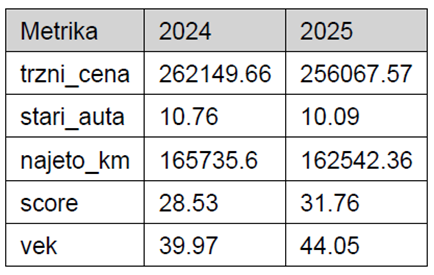 Metrika 2024 2025
trzni_cena 262149.66 256067.57
stari_auta 10.76 10.09
najeto_km 165735.6 162542.36
score 28.53 31.76
vek 39.97 44.05